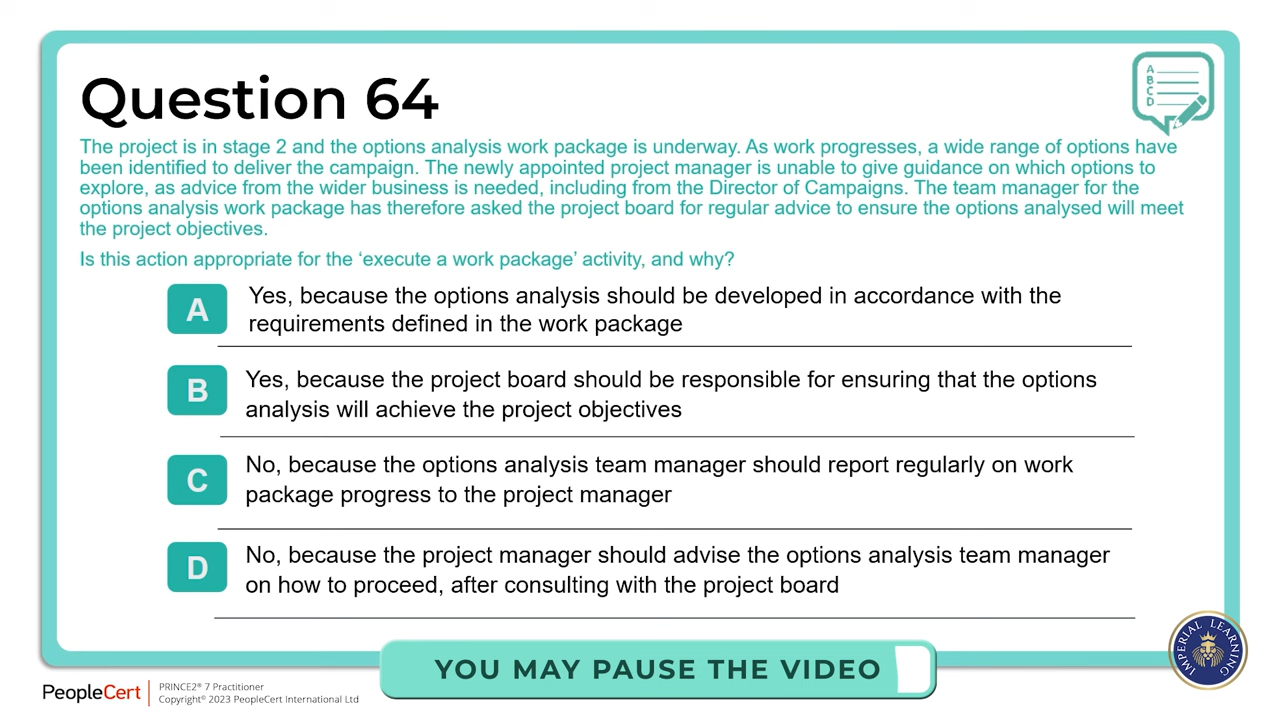 Question 64
A
B
C
D
The project is in stage 2 and the options analysis work package is underway. As work progresses, a wide range of options have
been identified to deliver the campaign. The newly appointed project manager is unable to give guidance on which options to
explore, as advice from the wider business is needed, including from the Director of Campaigns. The team manager for the
options analysis work package has therefore asked the project board for regular advice to ensure the options analysed will meet
the project objectives.
Is this action appropriate for the ‘execute a work package’ activity, and why?
A
Yes, because the options analysis should be developed in accordance with the
requirements defined in the work package
B
Yes, because the project board should be responsible for ensuring that the options
analysis will achieve the project objectives
C
No, because the options analysis team manager should report regularly on work
package progress to the project manager
D
No, because the project manager should advise the options analysis team manager
on how to proceed, after consulting with the project board
YOU MAY PAUSE THE VIDEO
IMPERIAL LEARNING
PeopleCert
PRINCE2® 7 Practitioner
Copyright© 2023 PeopleCert International Ltd